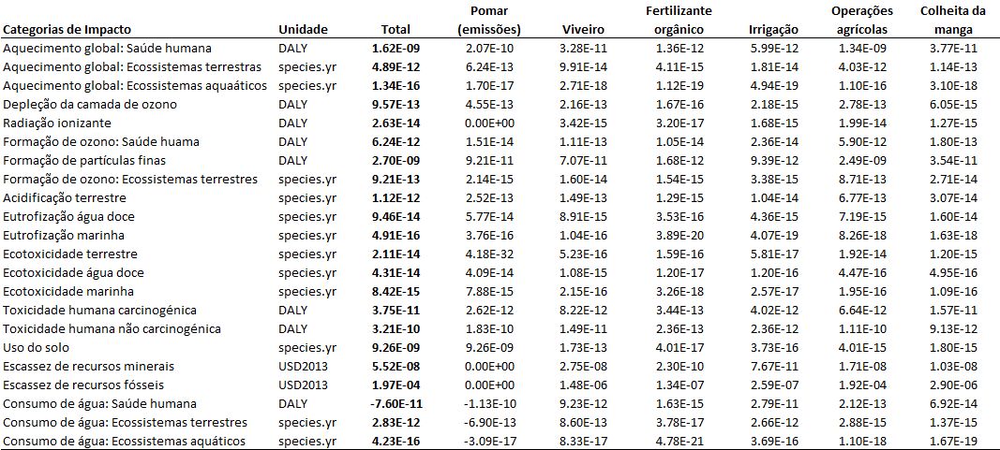 Pomar Fertilizante Operações Colheita da
Categorias de Impacto Unidade Total (emissões) Viveiro orgânico Irrigação agrícolas manga
Aquecimento global: Saúde humana DALY 1.62E-09 2.07E-10 3.28E-11 1.36E-12 5.99E-12 1.34E-09 3.77E-11
Aquecimento global: Ecossistemas terrestras species.yr 4.89E-12 6.24E-13 9.91E-14 4.11E-15 1.81E-14 4.03E-12 1.14E-13
Aquecimento global: Ecossistemas aquaáticos species.yr 1.34E-16 1.70E-17 2.71E-18 1.12E-19 4.94E-19 1.10E-16 3.10E-18
Depleção da camada de ozono DALY 9.57E-13 4.55E-13 2.16E-13 1.67E-16 2.18E-15 2.78E-13 6.05E-15
Radiação ionizante DALY 2.63E-14 0.00E+00 3.42E-15 3.20E-17 1.68E-15 1.99E-14 1.27E-15
Formação de ozono: Saúde huama DALY 6.24E-12 1.51E-14 1.11E-13 1.05E-14 2.36E-14 5.90E-12 1.80E-13
Formação de partículas finas DALY 2.70E-09 9.21E-11 7.07E-11 1.68E-12 9.39E-12 2.49E-09 3.54E-11
Formação de ozono: Ecossistemas terrestres species.yr 9.21E-13 2.14E-15 1.60E-14 1.54E-15 3.38E-15 8.71E-13 2.71E-14
Acidificação terrestre species.yr 1.12E-12 2.52E-13 1.49E-13 1.29E-15 1.04E-14 6.77E-13 3.07E-14
Eutrofização água doce species.yr 9.46E-14 5.77E-14 8.91E-15 3.53E-16 4.36E-15 7.19E-15 1.60E-14
Eutrofização marinha species.yr 4.91E-16 3.76E-16 1.04E-16 3.89E-20 4.07E-19 8.26E-18 1.63E-18
Ecotoxicidade terrestre species.yr 2.11E-14 4.18E-32 5.23E-16 1.59E-16 5.81E-17 1.92E-14 1.20E-15
Ecotoxicidade água doce species.yr 4.31E-14 4.09E-14 1.08E-15 1.20E-17 1.20E-16 4.47E-16 4.95E-16
Ecotoxicidade marinha species.yr 8.42E-15 7.88E-15 2.15E-16 3.26E-18 2.57E-17 1.95E-16 1.09E-16
Toxicidade humana carcinogénica DALY 3.75E-11 2.62E-12 8.22E-12 3.44E-13 4.02E-12 6.64E-12 1.57E-11
Toxicidade humana não carcinogénica DALY 3.21E-10 1.83E-10 1.49E-11 2.36E-13 2.36E-12 1.11E-10 9.13E-12
Uso do solo species.yr 9.26E-09 9.26E-09 1.73E-13 4.01E-17 3.73E-16 4.01E-15 1.80E-15
Escassez de recursos minerais USD2013 5.52E-08 0.00E+00 2.75E-08 2.30E-10 7.67E-11 1.71E-08 1.03E-08
Escassez de recursos fósseis USD2013 1.97E-04 0.00E+00 1.48E-06 1.34E-07 2.59E-07 1.92E-04 2.90E-06
Consumo de água: Saúde humana DALY -7.60E-11 -1.13E-10 9.23E-12 1.63E-15 2.79E-11 2.12E-13 6.92E-14
Consumo de água: Ecossistemas terrestres species.yr 2.83E-12 -6.90E-13 8.60E-13 3.78E-17 2.66E-12 2.88E-15 1.37E-15
Consumo de água: Ecossistemas aquáticos species.yr 4.23E-16 -3.09E-17 8.33E-17 4.78E-21 3.69E-16 1.10E-18 1.67E-19